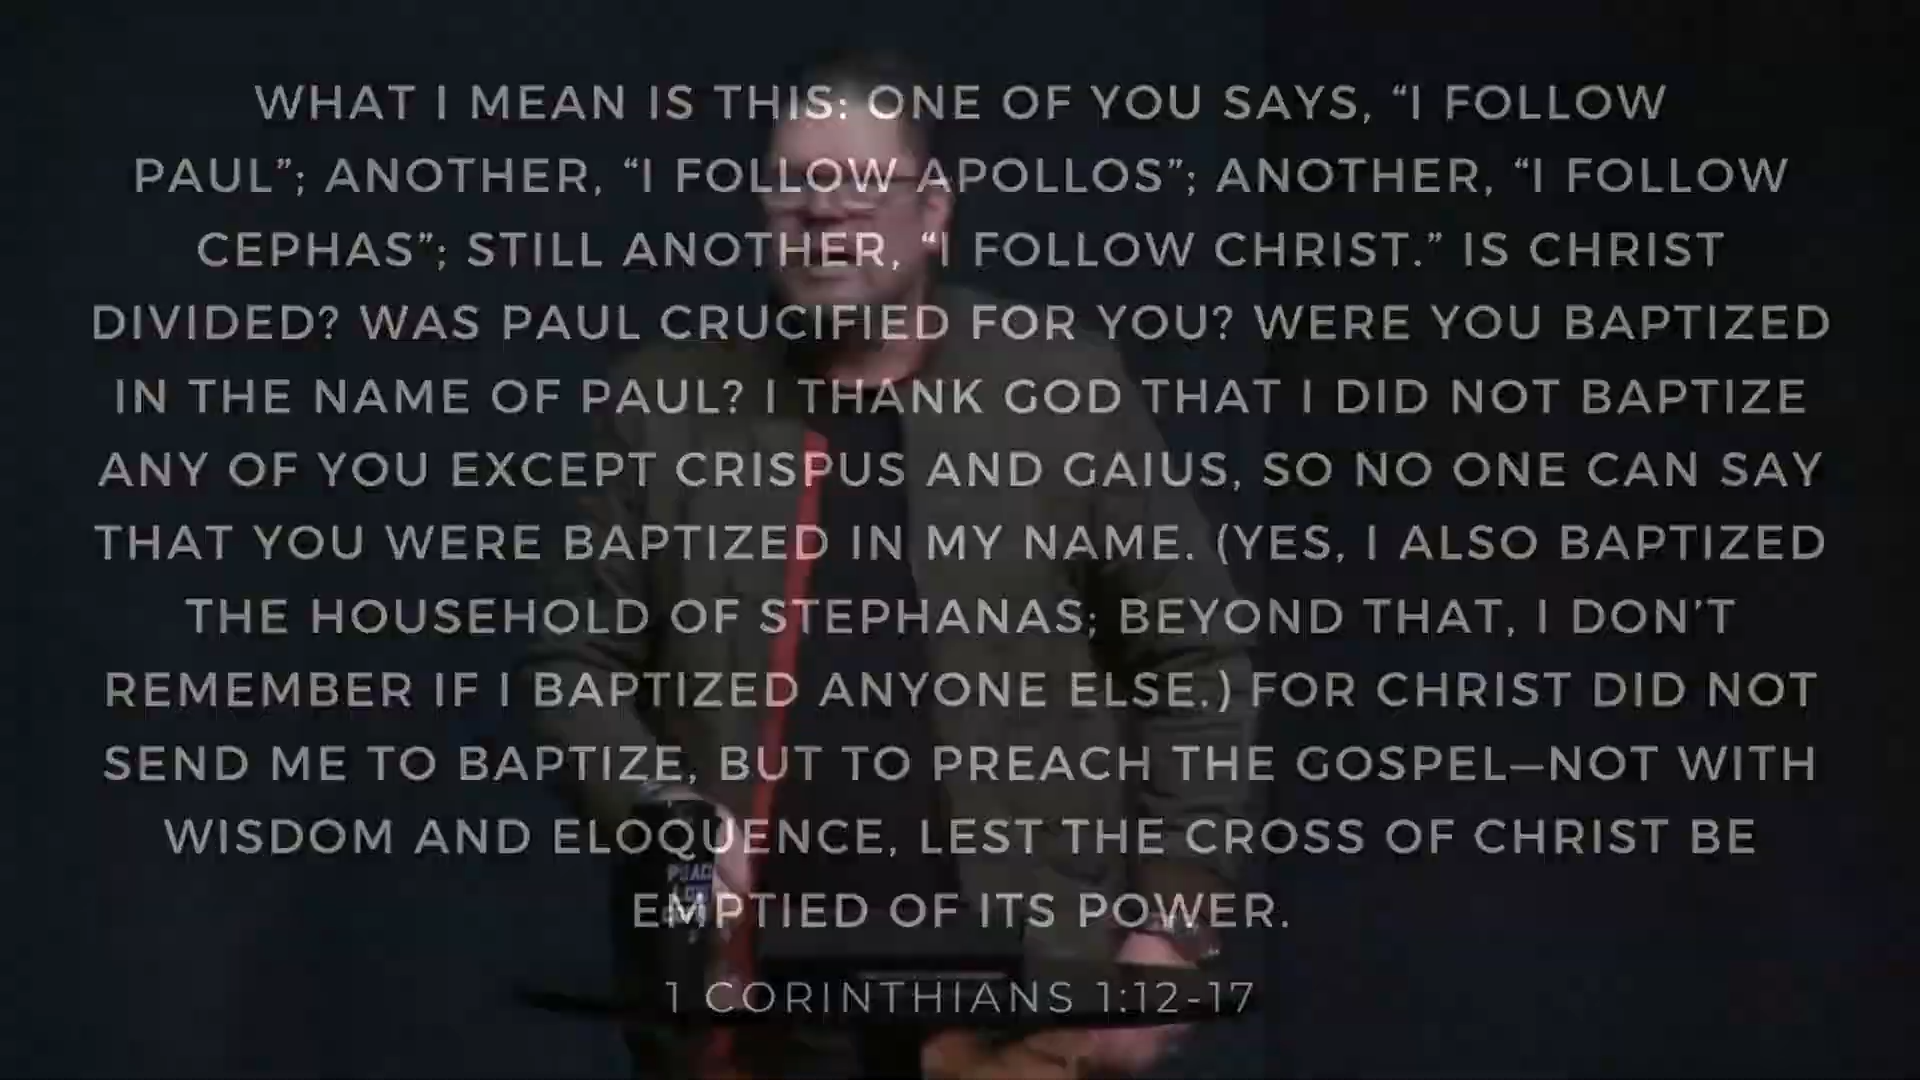 WHAT I MEAN IS THIS: ONE OF YOU SAYS, “I FOLLOW
PAUL”; ANOTHER, “I FOLLOW APOLLOS”; ANOTHER, “I FOLLOW
CEPHAS”; STILL ANOTHER, “I FOLLOW CHRIST.” IS CHRIST
DIVIDED? WAS PAUL CRUCIFIED FOR YOU? WERE YOU BAPTIZED
IN THE NAME OF PAUL? I THANK GOD THAT I DID NOT BAPTIZE
ANY OF YOU EXCEPT CRISPUS AND GAIUS, SO NO ONE CAN SAY
THAT YOU WERE BAPTIZED IN MY NAME. (YES, I ALSO BAPTIZED
THE HOUSEHOLD OF STEPHANAS; BEYOND THAT, I DON’T
REMEMBER IF I BAPTIZED ANYONE ELSE.) FOR CHRIST DID NOT
SEND ME TO BAPTIZE, BUT TO PREACH THE GOSPEL—NOT WITH
WISDOM AND ELOQUENCE, LEST THE CROSS OF CHRIST BE
EMPTIED OF ITS POWER.
1 CORINTHIANS 1:12-17